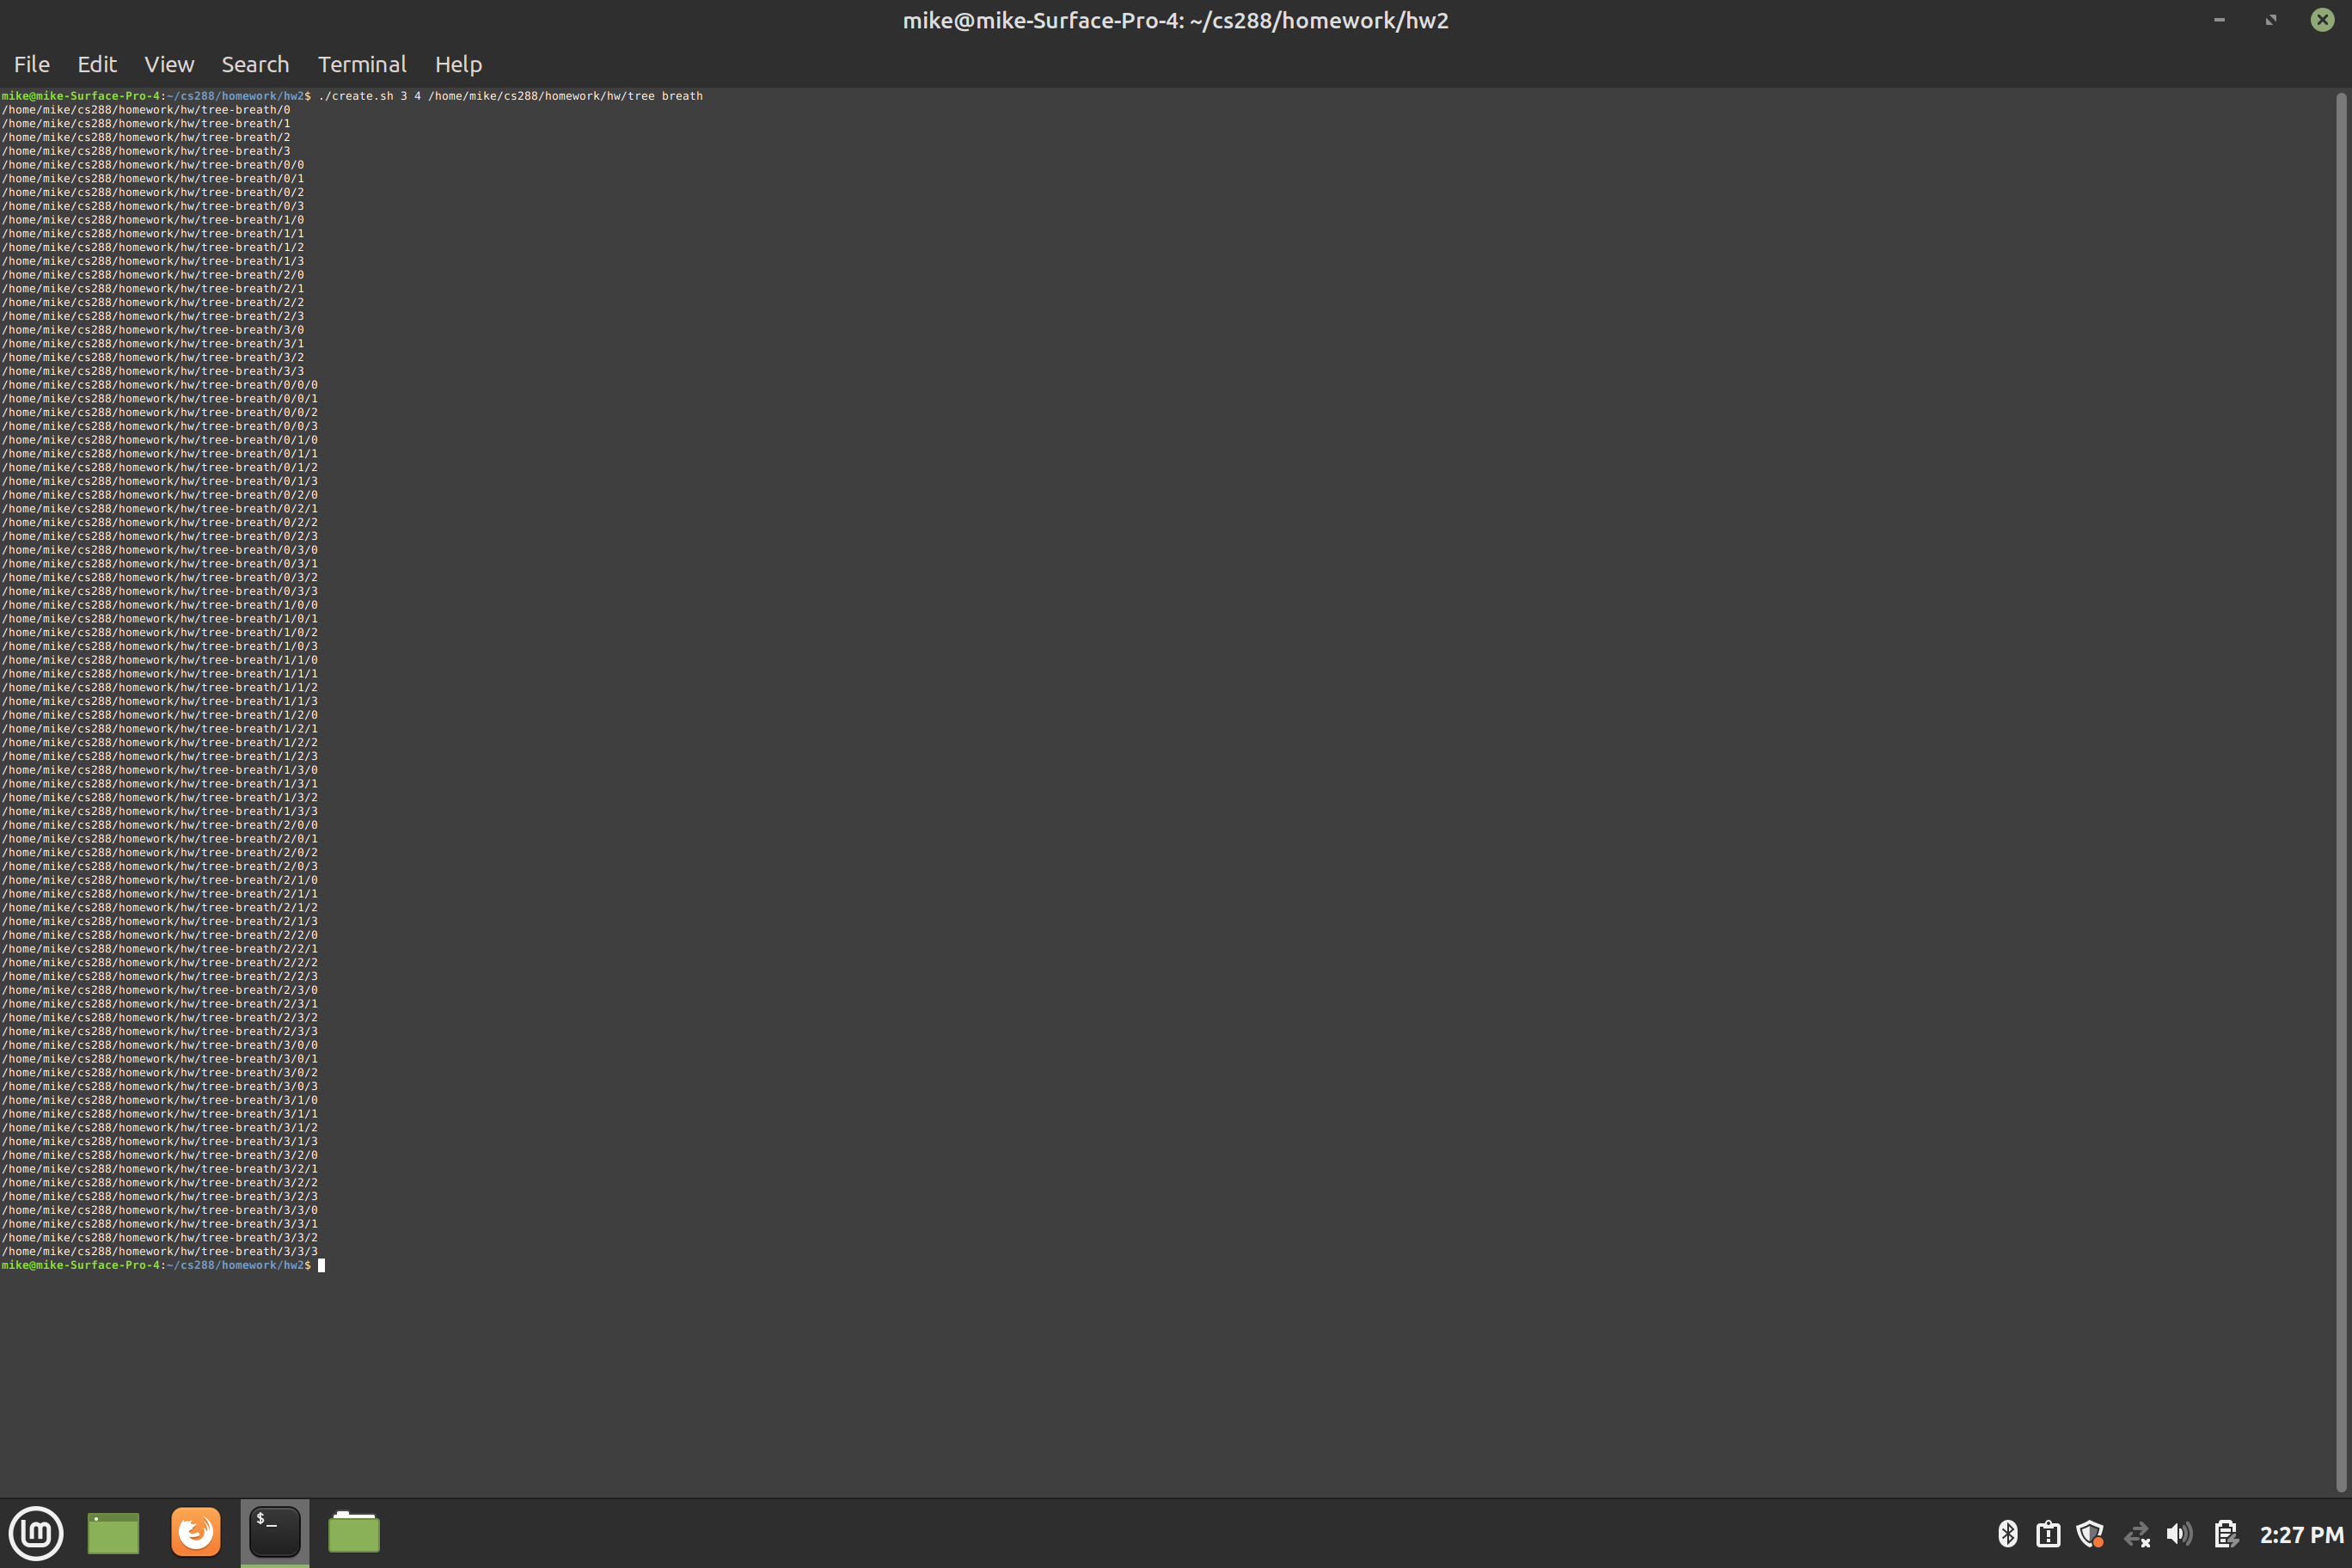 mike@mike-Surface-Pro-4: ~/cs288/homework/hw2
File Edit View Search Terminal Help
mike@mike-Surface-Pro-4:~/cs288/homework/hw2$ ./create.sh 3 4 /home/mike/cs288/homework/hw/tree breath
/home/mike/cs288/homework/hw/tree-breath/0
/home/mike/cs288/homework/hw/tree-breath/1
/home/mike/cs288/homework/hw/tree-breath/2
/home/mike/cs288/homework/hw/tree-breath/3
/home/mike/cs288/homework/hw/tree-breath/0/0
/home/mike/cs288/homework/hw/tree-breath/0/1
/home/mike/cs288/homework/hw/tree-breath/0/2
/home/mike/cs288/homework/hw/tree-breath/0/3
/home/mike/cs288/homework/hw/tree-breath/1/0
/home/mike/cs288/homework/hw/tree-breath/1/1
/home/mike/cs288/homework/hw/tree-breath/1/2
/home/mike/cs288/homework/hw/tree-breath/1/3
/home/mike/cs288/homework/hw/tree-breath/2/0
/home/mike/cs288/homework/hw/tree-breath/2/1
/home/mike/cs288/homework/hw/tree-breath/2/2
/home/mike/cs288/homework/hw/tree-breath/2/3
/home/mike/cs288/homework/hw/tree-breath/3/0
/home/mike/cs288/homework/hw/tree-breath/3/1
/home/mike/cs288/homework/hw/tree-breath/3/2
/home/mike/cs288/homework/hw/tree-breath/3/3
/home/mike/cs288/homework/hw/tree-breath/0/0/0
/home/mike/cs288/homework/hw/tree-breath/0/0/1
/home/mike/cs288/homework/hw/tree-breath/0/0/2
/home/mike/cs288/homework/hw/tree-breath/0/0/3
/home/mike/cs288/homework/hw/tree-breath/0/1/0
/home/mike/cs288/homework/hw/tree-breath/0/1/1
/home/mike/cs288/homework/hw/tree-breath/0/1/2
/home/mike/cs288/homework/hw/tree-breath/0/1/3
/home/mike/cs288/homework/hw/tree-breath/0/2/0
/home/mike/cs288/homework/hw/tree-breath/0/2/1
/home/mike/cs288/homework/hw/tree-breath/0/2/2
/home/mike/cs288/homework/hw/tree-breath/0/2/3
/home/mike/cs288/homework/hw/tree-breath/0/3/0
/home/mike/cs288/homework/hw/tree-breath/0/3/1
/home/mike/cs288/homework/hw/tree-breath/0/3/2
/home/mike/cs288/homework/hw/tree-breath/0/3/3
/home/mike/cs288/homework/hw/tree-breath/1/0/0
/home/mike/cs288/homework/hw/tree-breath/1/0/1
/home/mike/cs288/homework/hw/tree-breath/1/0/2
/home/mike/cs288/homework/hw/tree-breath/1/0/3
/home/mike/cs288/homework/hw/tree-breath/1/1/0
/home/mike/cs288/homework/hw/tree-breath/1/1/1
/home/mike/cs288/homework/hw/tree-breath/1/1/2
/home/mike/cs288/homework/hw/tree-breath/1/1/3
/home/mike/cs288/homework/hw/tree-breath/1/2/0
/home/mike/cs288/homework/hw/tree-breath/1/2/1
/home/mike/cs288/homework/hw/tree-breath/1/2/2
/home/mike/cs288/homework/hw/tree-breath/1/2/3
/home/mike/cs288/homework/hw/tree-breath/1/3/0
/home/mike/cs288/homework/hw/tree-breath/1/3/1
/home/mike/cs288/homework/hw/tree-breath/1/3/2
/home/mike/cs288/homework/hw/tree-breath/1/3/3
/home/mike/cs288/homework/hw/tree-breath/2/0/0
/home/mike/cs288/homework/hw/tree-breath/2/0/1
/home/mike/cs288/homework/hw/tree-breath/2/0/2
/home/mike/cs288/homework/hw/tree-breath/2/0/3
/home/mike/cs288/homework/hw/tree-breath/2/1/0
/home/mike/cs288/homework/hw/tree-breath/2/1/1
/home/mike/cs288/homework/hw/tree-breath/2/1/2
/home/mike/cs288/homework/hw/tree-breath/2/1/3
/home/mike/cs288/homework/hw/tree-breath/2/2/0
/home/mike/cs288/homework/hw/tree-breath/2/2/1
/home/mike/cs288/homework/hw/tree-breath/2/2/2
/home/mike/cs288/homework/hw/tree-breath/2/2/3
/home/mike/cs288/homework/hw/tree-breath/2/3/0
/home/mike/cs288/homework/hw/tree-breath/2/3/1
/home/mike/cs288/homework/hw/tree-breath/2/3/2
/home/mike/cs288/homework/hw/tree-breath/2/3/3
/home/mike/cs288/homework/hw/tree-breath/3/0/0
/home/mike/cs288/homework/hw/tree-breath/3/0/1
/home/mike/cs288/homework/hw/tree-breath/3/0/2
/home/mike/cs288/homework/hw/tree-breath/3/0/3
/home/mike/cs288/homework/hw/tree-breath/3/1/0
/home/mike/cs288/homework/hw/tree-breath/3/1/1
/home/mike/cs288/homework/hw/tree-breath/3/1/2
/home/mike/cs288/homework/hw/tree-breath/3/1/3
/home/mike/cs288/homework/hw/tree-breath/3/2/0
/home/mike/cs288/homework/hw/tree-breath/3/2/1
/home/mike/cs288/homework/hw/tree-breath/3/2/2
/home/mike/cs288/homework/hw/tree-breath/3/2/3
/home/mike/cs288/homework/hw/tree-breath/3/3/0
/home/mike/cs288/homework/hw/tree-breath/3/3/1
/home/mike/cs288/homework/hw/tree-breath/3/3/2
/home/mike/cs288/homework/hw/tree-breath/3/3/3
mike@mike-Surface-Pro-4:~/cs288/homework/hw2$
$_
2:27 PM